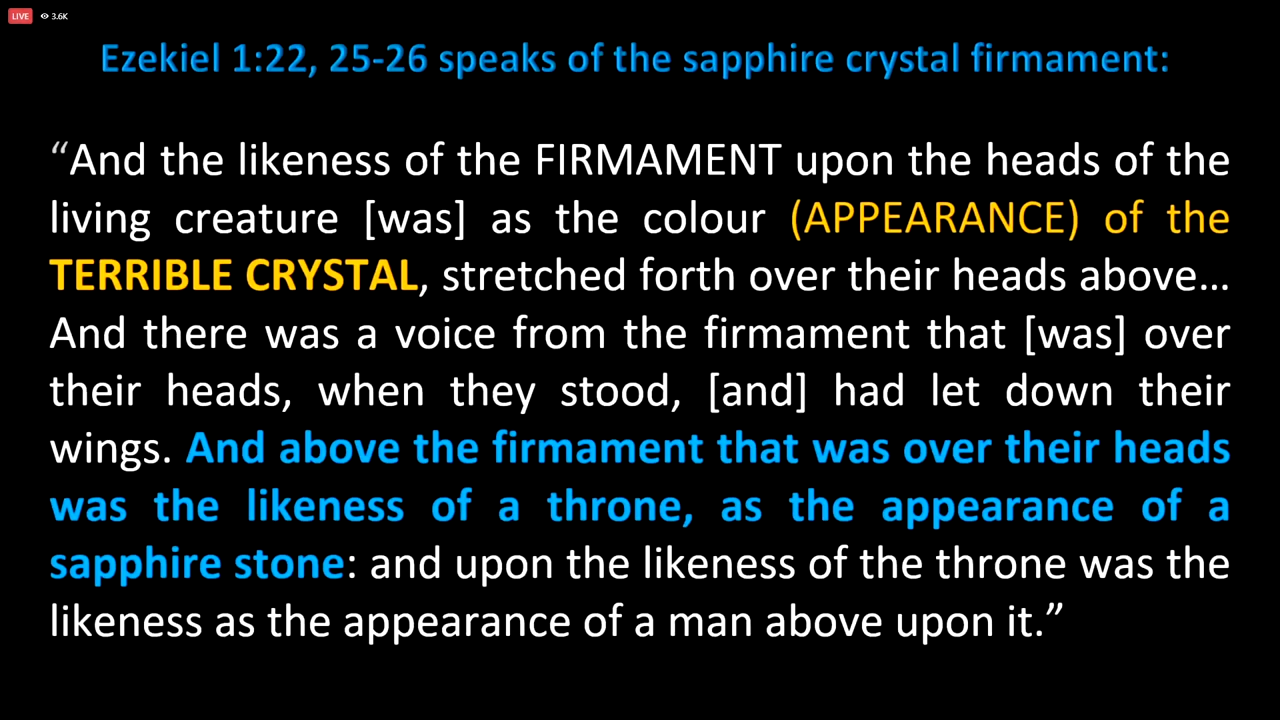 LIVE 3.6K
Ezekiel 1:22, 25-26 speaks of the sapphire crystal firmament:
“And the likeness of the FIRMAMENT upon the heads of the
living creature [was] as the colour (APPEARANCE) of the
TERRIBLE CRYSTAL, stretched forth over their heads above…
And there was a voice from the firmament that [was] over
their heads, when they stood, [and] had let down their
wings. And above the firmament that was over their heads
was the likeness of a throne, as the appearance of a
sapphire stone: and upon the likeness of the throne was the
likeness as the appearance of a man above upon it.”